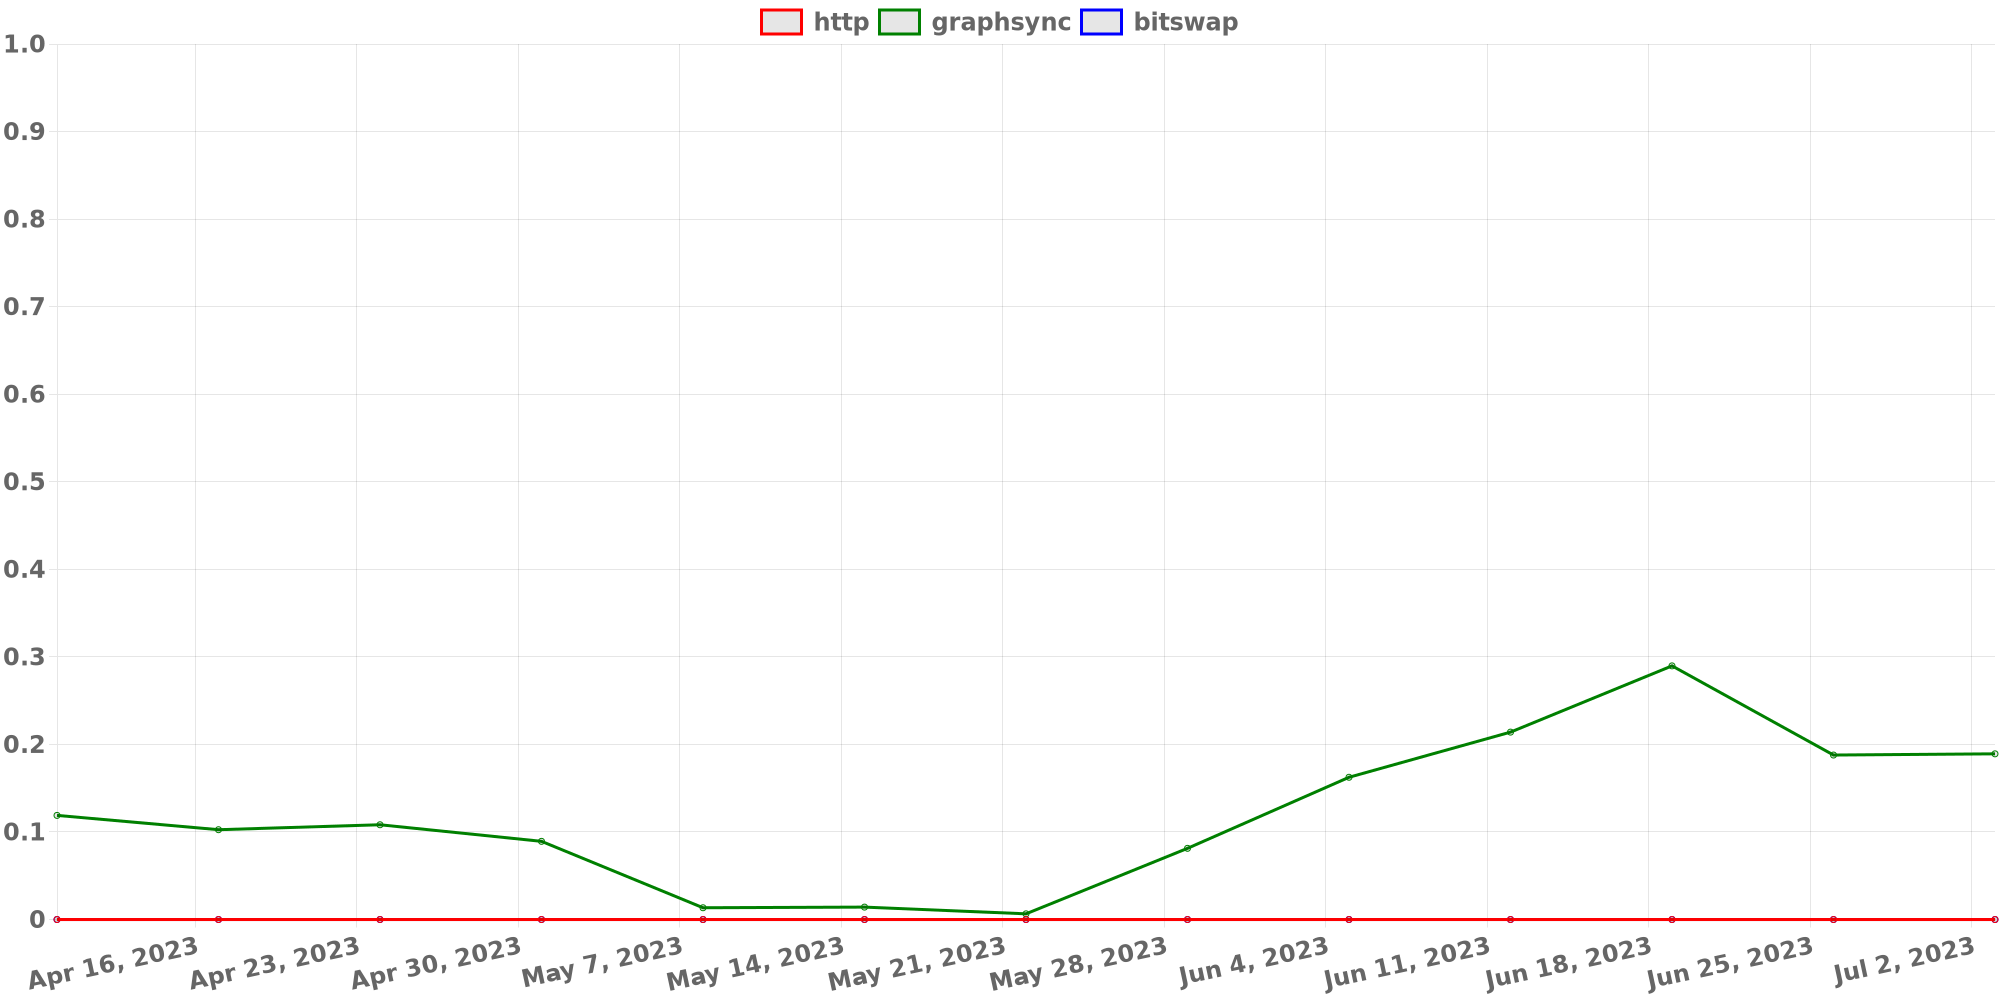 http graphsync bitswap
1.0
0.9
0.8
0.7
0.6
0.5
0.4
0.3
0.2
0.1
0
Apr 16, 2023
Apr 23, 2023
Apr 30, 2023
May 7, 2023
May 14, 2023
May 21, 2023
May 28, 2023
Jun 4, 2023
Jun 11, 2023
Jun 18, 2023
Jun 25, 2023
Jul 2, 2023